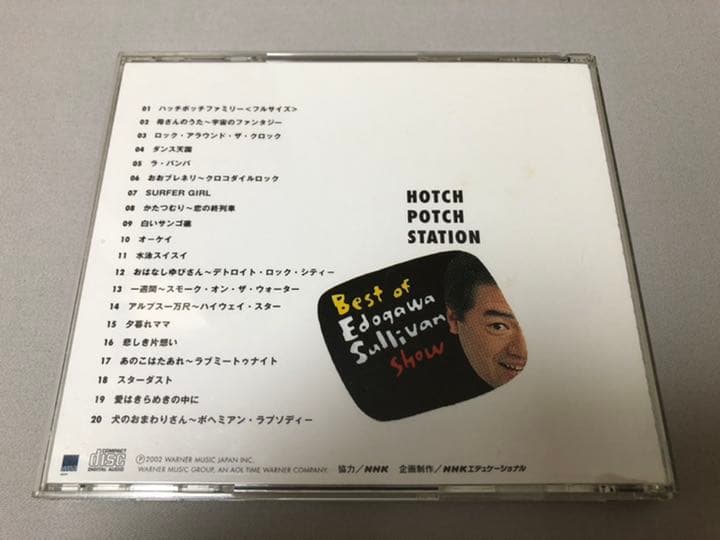 01 ハッチポッチファミリー<フルサイズ>
02 母さんのうた〜宇宙のファンタジー
03 ロック・アラウンド・ザ・クロック
04 ダンス天国
05 ラ・バンバ
06 おおブレネリ〜クロコダイルロック
07 SURFER GIRL
08 かたつむり〜恋の終列車
09 白いサンゴ礁
10 オーケイ
11 水泳スイスイ
12 おはなしゆびさん〜デトロイト・ロック・シティー
13 一週間〜スモーク・オン・ザ・ウォーター
14 アルプス一万尺〜ハイウェイ・スター
15 夕暮れママ
16 悲しき片想い
17 あのこはたあれ〜ラブミートゥナイト
18 スターダスト
19 愛はきらめきの中に
20 犬のおまわりさん〜ボヘミアン・ラプソディー
HOTCH
POTCH
STATION
Best of
Edogawa
Sullivan
Show
COMPACT
disc
DIGITAL AUDIO
Ⓟ2002 WARNER MUSIC JAPAN INC.
WARNER MUSIC GROUP, AN AOL TIME WARNER COMPANY.
協力/NHK 企画制作/NHKエデュケーショナル